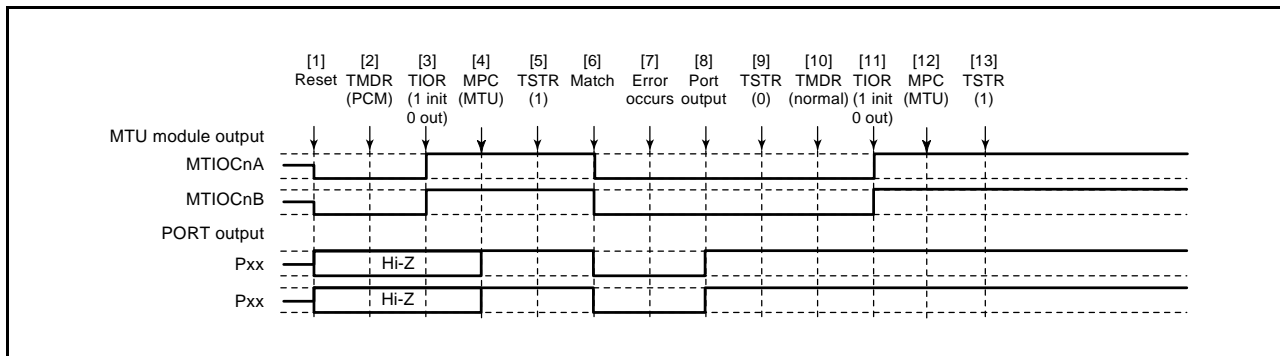 [1] [2] [3] [4] [5] [6] [7] [8] [9] [10] [11] [12] [13]
Reset TMDR TIOR MPC TSTR Match Error Port TSTR TMDR TIOR MPC TSTR
(PCM) (1 init (MTU) (1) occurs output (0) (normal) (1 init (MTU) (1)
0 out) 0 out)
MTU module output
MTIOCnA
MTIOCnB
PORT output
Pxx Hi-Z
Pxx Hi-Z